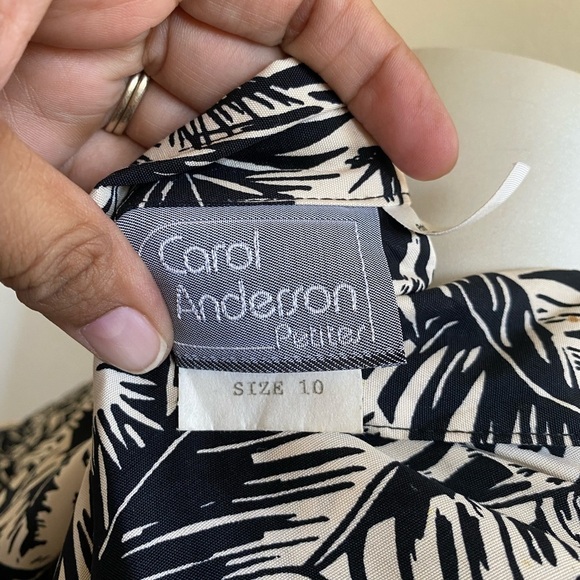 Carol
Anderson
Petites
SIZE 10